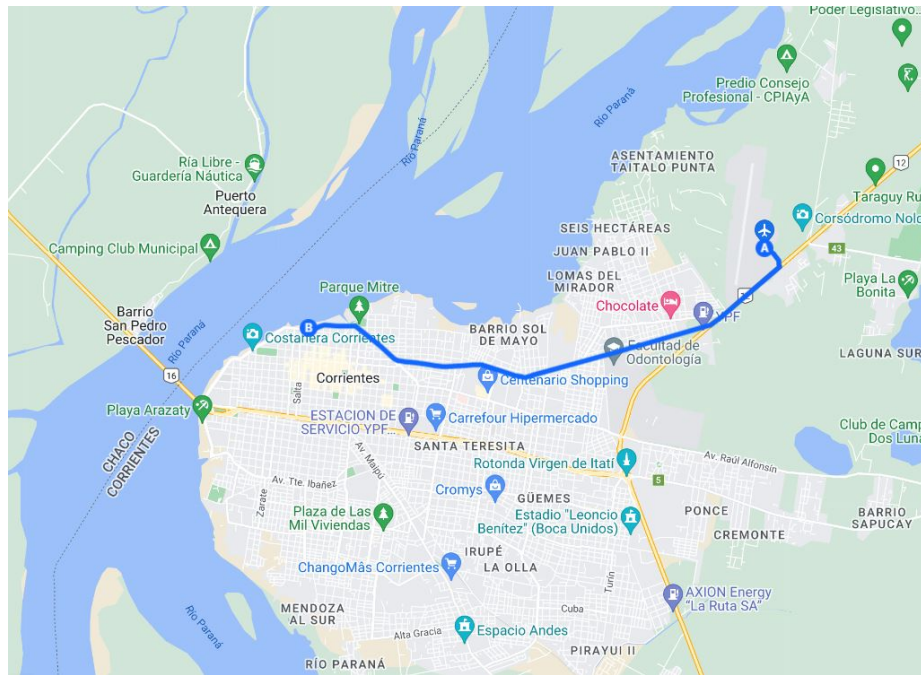 Poder Legislativo...
Predio Consejo
Profesional - CPIAyA
Río Paraná
Río Paraná
Río Paraná
12
ASENTAMIENTO
TAITALO PUNTA
Ría Libre -
Guardería Náutica
Puerto
Antequera
Taraguy Ru
Corsódromo Nolo
SEIS HECTÁREAS
JUAN PABLO II
A
43
Camping Club Municipal
LOMAS DEL
MIRADOR
Playa La
Bonita
Parque Mitre
Chocolate
YPF
Barrio
San Pedro
Pescador
B
BARRIO SOL
DE MAYO
Costanera Corrientes
Facultad de
Odontología
LAGUNA SUR
Río Paraná
16
Corrientes
Salta
Centenario Shopping
Playa Arazaty
ESTACION DE
SERVICIO YPF...
Carrefour Hipermercado
Club de Camp
Dos Luna
CHACO
CORRIENTES
SANTA TERESITA
Av. Maipú
Rotonda Virgen de Itatí
Av. Raúl Alfonsín
5
Av. Tte. Ibañez
Zarate
Cromys
GÜEMES
PONCE
BARRIO
SAPUCAY
Plaza de Las
Mil Viviendas
Estadio "Leoncio
Benítez" (Boca Unidos)
CREMONTE
IRUPÉ
LA OLLA
ChangoMâs Corrientes
Turín
AXION Energy
"La Ruta SA"
MENDOZA
AL SUR
Cuba
Alta Gracia
Espacio Andes
PIRAYUI II
RÍO PARANÁ
Río Paraná